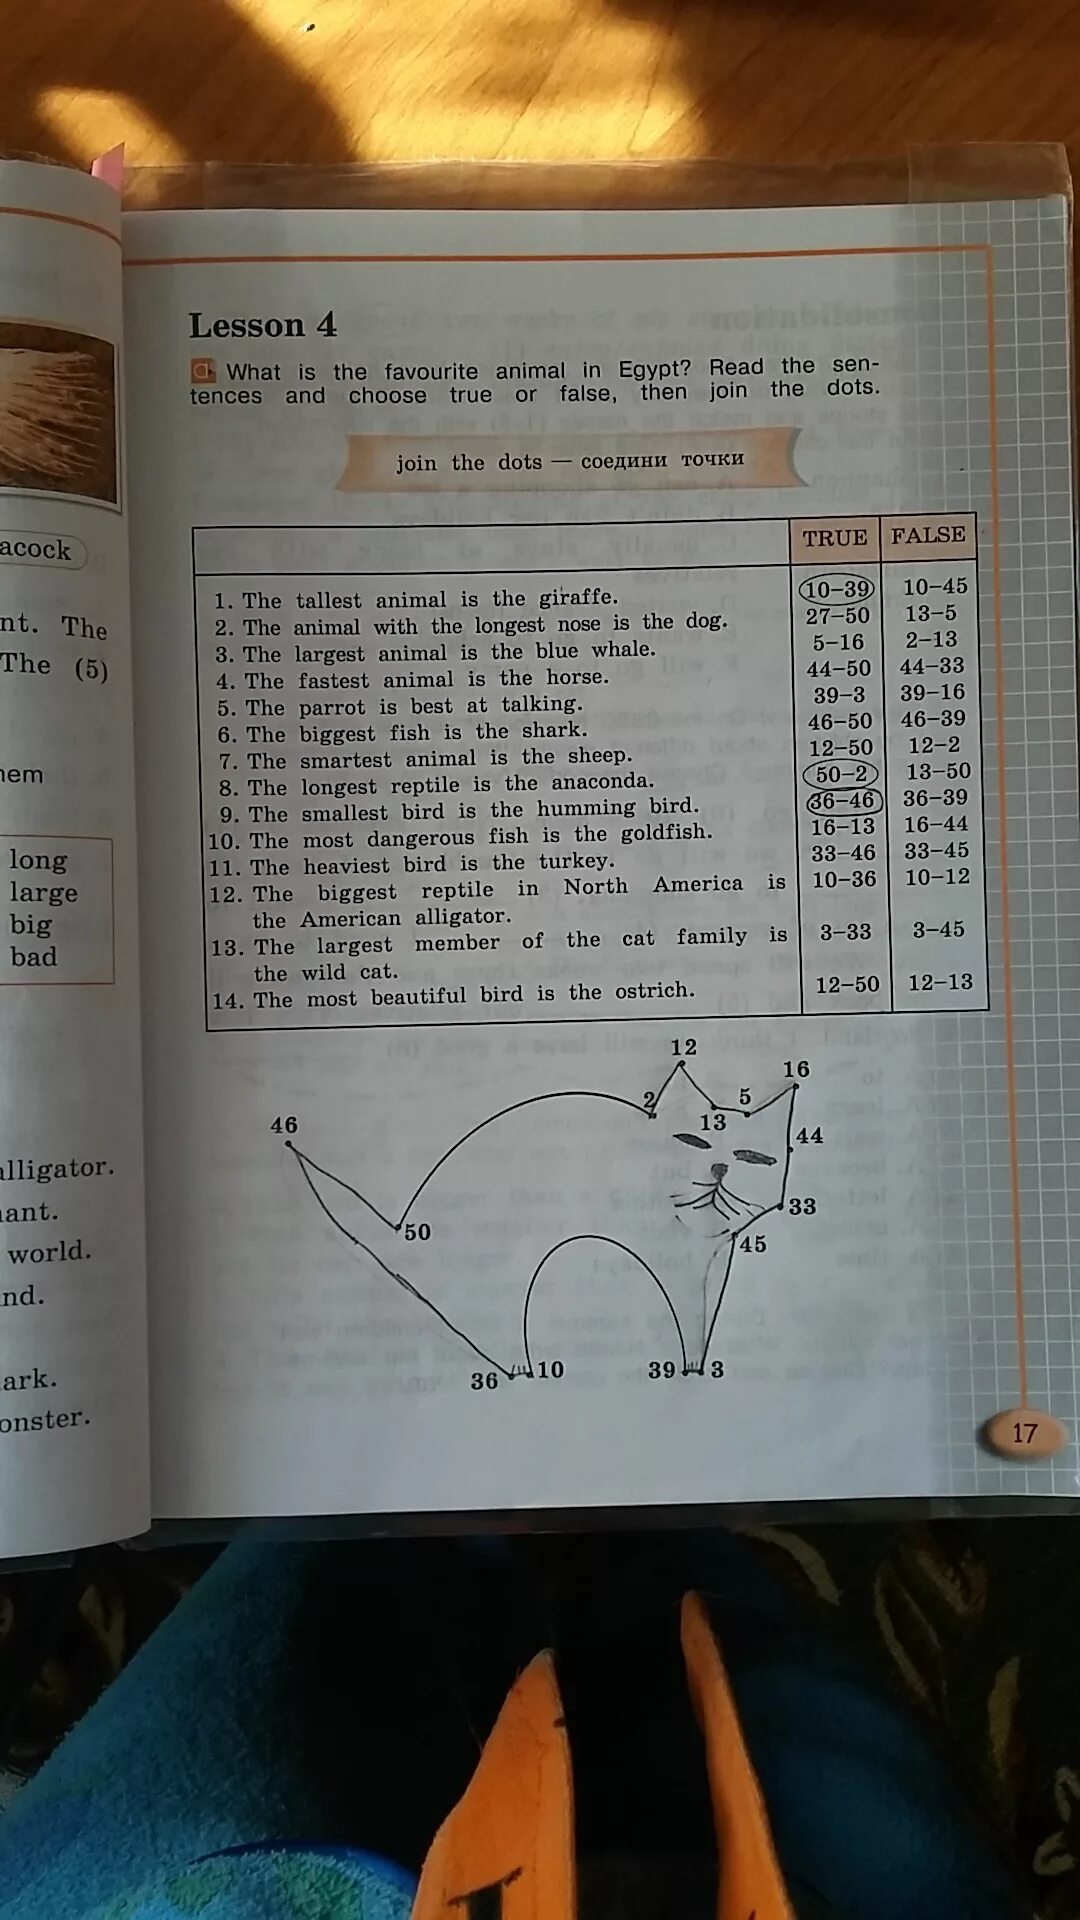 Lesson 4
a What is the favourite animal in Egypt? Read the sen-
tences and choose true or false, then join the dots.
join the dots — соедини точки
TRUE FALSE
1. The tallest animal is the giraffe. 10–39 10–45
2. The animal with the longest nose is the dog. 27–50 13–5
3. The largest animal is the blue whale. 5–16 2–13
4. The fastest animal is the horse. 44–50 44–33
5. The parrot is best at talking. 39–3 39–16
6. The biggest fish is the shark. 46–50 46–39
7. The smartest animal is the sheep. 12–50 12–2
8. The longest reptile is the anaconda. 50–2 13–50
9. The smallest bird is the humming bird. 36–46 36–39
10. The most dangerous fish is the goldfish. 16–13 16–44
11. The heaviest bird is the turkey. 33–46 33–45
12. The biggest reptile in North America is 10–36 10–12
the American alligator.
13. The largest member of the cat family is 3–33 3–45
the wild cat.
14. The most beautiful bird is the ostrich. 12–50 12–13
12
16
2
5
13
46
44
33
50
45
36
10
39
3
17
acock
nt. The
The (5)
hem
long
large
big
bad
alligator.
hant.
world.
nd.
ark.
onster.